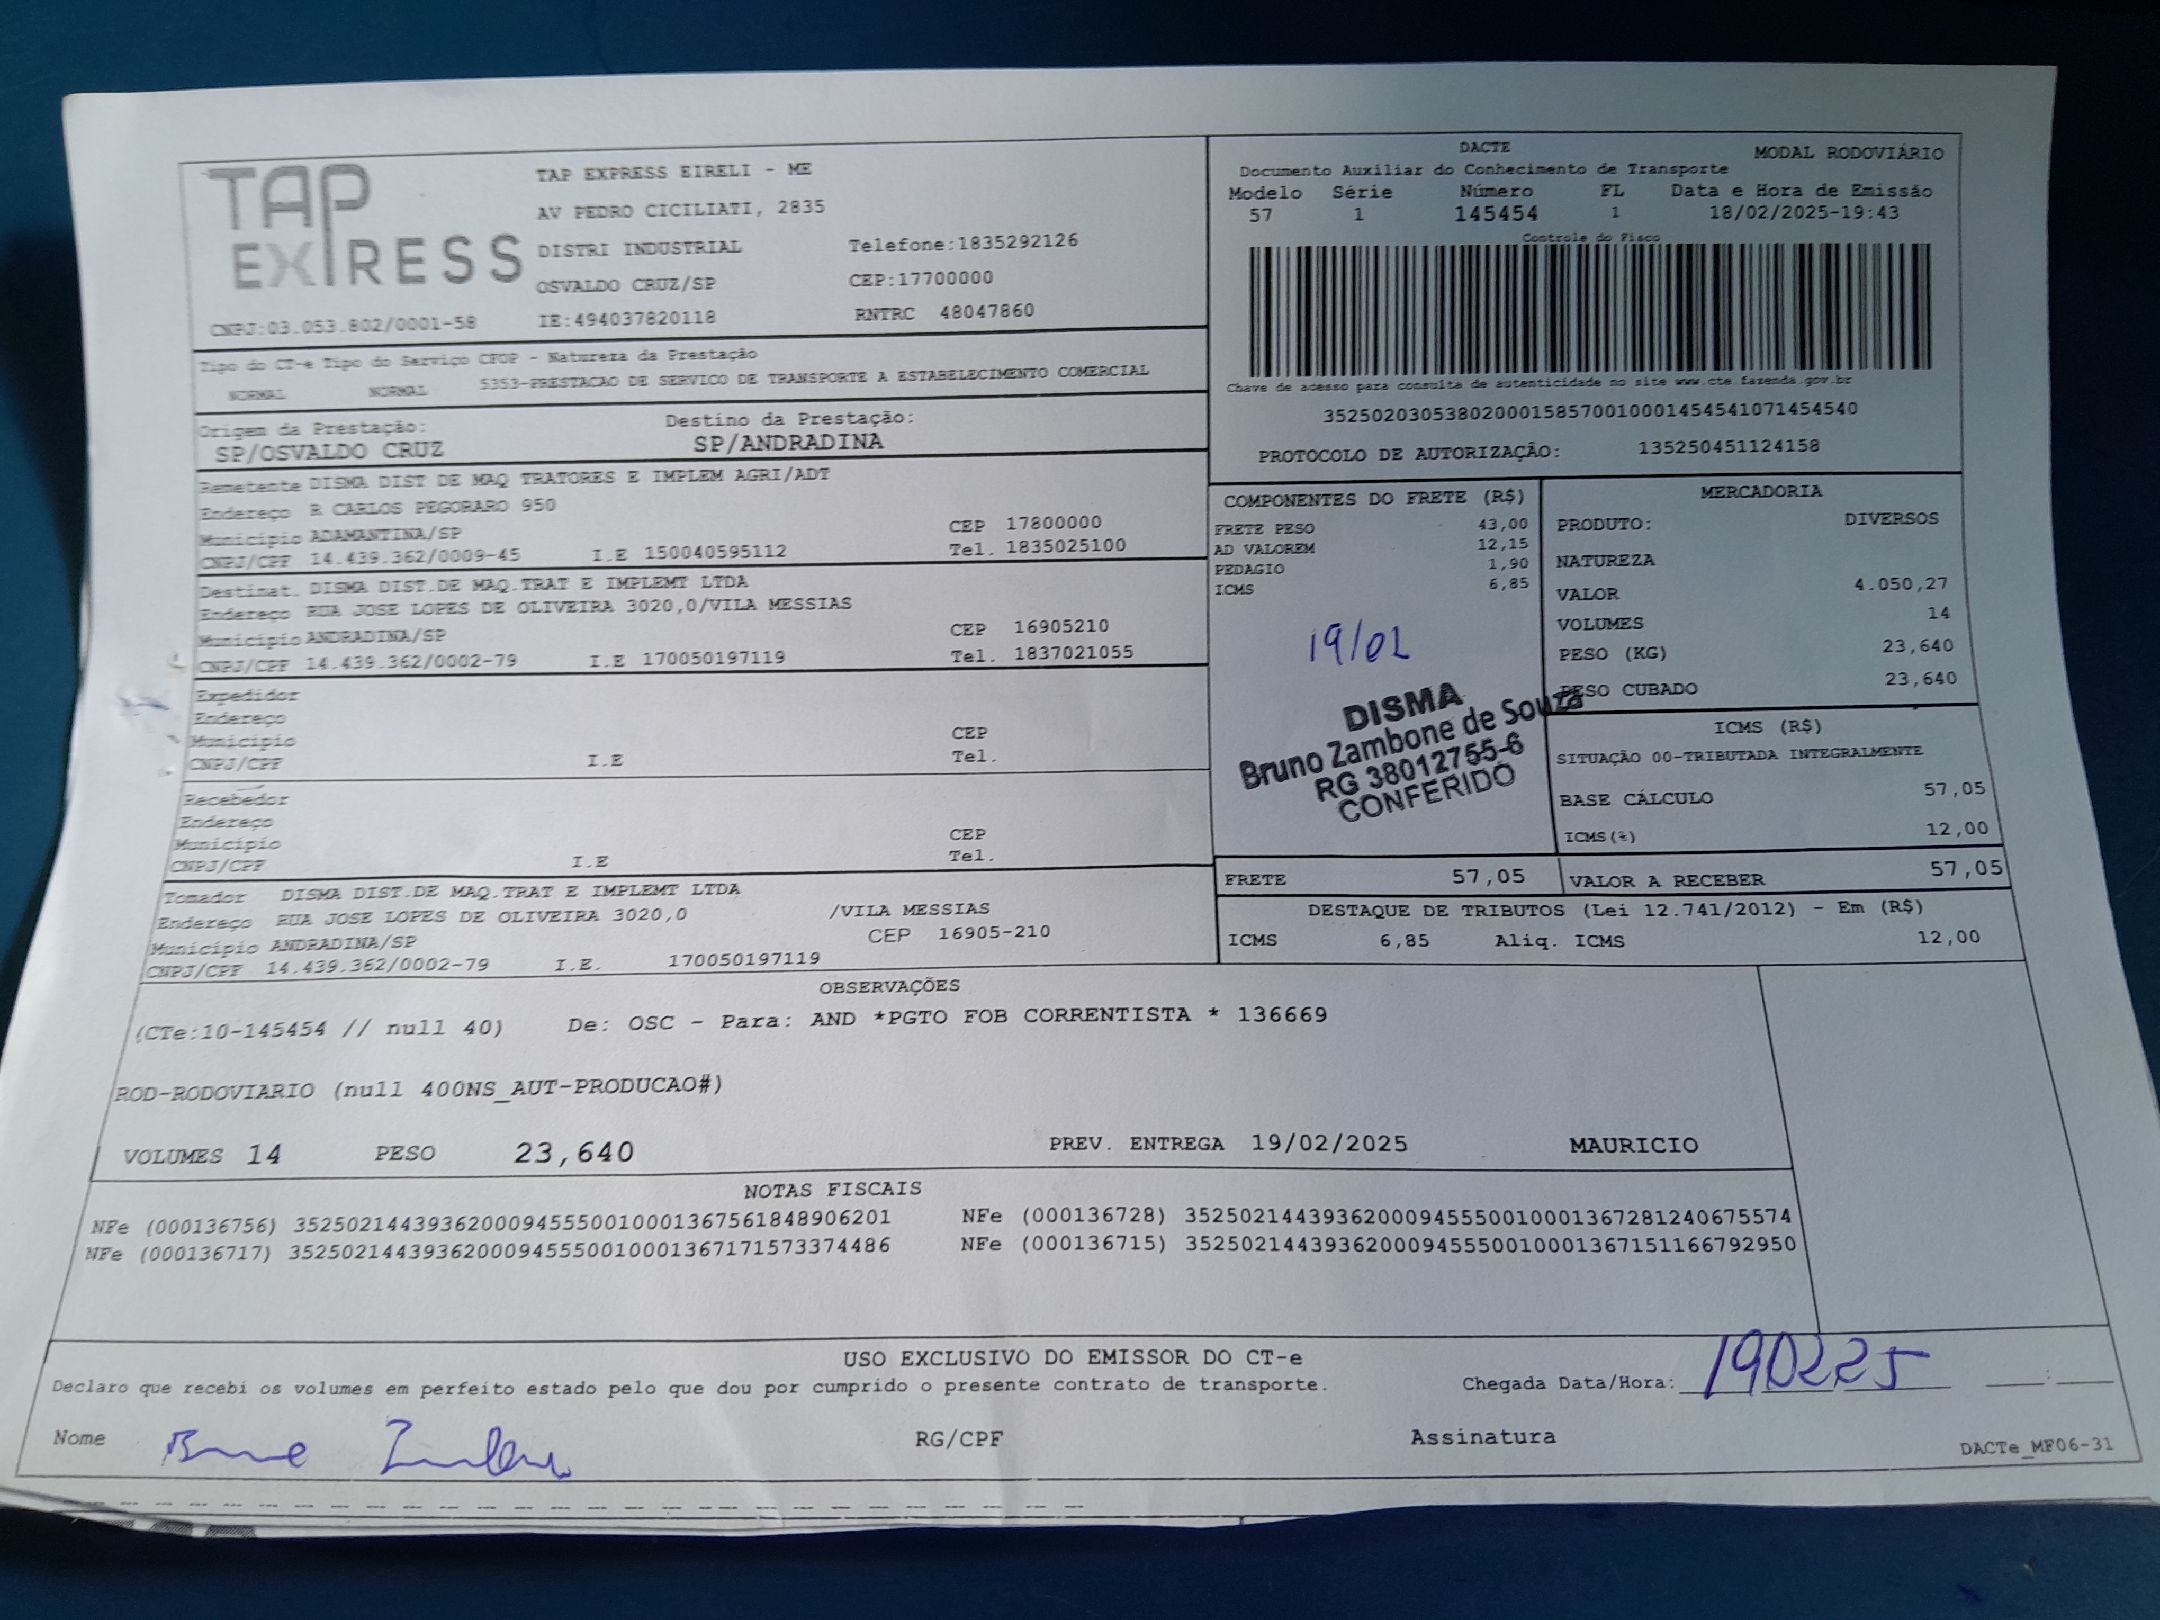 TAP EXPRESS
TAP EXPRESS EIRELI - ME
AV PEDRO CICILIATI, 2835
DISTRI INDUSTRIAL Telefone:1835292126
OSVALDO CRUZ/SP CEP:17700000
CNPJ:03.053.802/0001-58 IE:494037820118 RNTRC 48047860
DACTE MODAL RODOVIÁRIO
Documento Auxiliar do Conhecimento de Transporte
Modelo Série Número FL Data e Hora de Emissão
57 1 145454 1 18/02/2025-19:43
Controle do Fisco
Chave de acesso para consulta de autenticidade no site www.cte.fazenda.gov.br
35250203053802000158570010001454541071454540
PROTOCOLO DE AUTORIZAÇÃO: 135250451124158
Tipo do CT-e Tipo do Serviço CFOP - Natureza da Prestação
NORMAL NORMAL 5353-PRESTACAO DE SERVICO DE TRANSPORTE A ESTABELECIMENTO COMERCIAL
Origem da Prestação: Destino da Prestação:
SP/OSVALDO CRUZ SP/ANDRADINA
Remetente DISMA DIST DE MAQ TRATORES E IMPLEM AGRI/ADT
Endereço R CARLOS PEGORARO 950
Município ADAMANTINA/SP CEP 17800000
CNPJ/CPF 14.439.362/0009-45 I.E 150040595112 Tel. 1835025100
Destinat. DISMA DIST.DE MAQ.TRAT E IMPLEMT LTDA
Endereço RUA JOSE LOPES DE OLIVEIRA 3020,0/VILA MESSIAS
Município ANDRADINA/SP CEP 16905210
CNPJ/CPF 14.439.362/0002-79 I.E 170050197119 Tel. 1837021055
Expedidor
Endereço
Município CEP
CNPJ/CPF I.E Tel.
Recebedor
Endereço
Município CEP
CNPJ/CPF I.E Tel.
Tomador DISMA DIST.DE MAQ.TRAT E IMPLEMT LTDA
Endereço RUA JOSE LOPES DE OLIVEIRA 3020,0 /VILA MESSIAS
Município ANDRADINA/SP CEP 16905-210
CNPJ/CPF 14.439.362/0002-79 I.E. 170050197119
COMPONENTES DO FRETE (R$)
FRETE PESO 43,00
AD VALOREM 12,15
PEDAGIO 1,90
ICMS 6,85
19/02
DISMA
Bruno Zambone de Souza
RG 38012755-6
CONFERIDO
MERCADORIA
PRODUTO: DIVERSOS
NATUREZA
VALOR 4.050,27
VOLUMES 14
PESO (KG) 23,640
PESO CUBADO 23,640
ICMS (R$)
SITUAÇÃO 00-TRIBUTADA INTEGRALMENTE
BASE CÁLCULO 57,05
ICMS(%) 12,00
FRETE 57,05 VALOR A RECEBER 57,05
DESTAQUE DE TRIBUTOS (Lei 12.741/2012) - Em (R$)
ICMS 6,85 Aliq. ICMS 12,00
OBSERVAÇÕES
(CTe:10-145454 // null 40) De: OSC - Para: AND *PGTO FOB CORRENTISTA * 136669
ROD-RODOVIARIO (null 400NS_AUT-PRODUCAO#)
VOLUMES 14 PESO 23,640 PREV. ENTREGA 19/02/2025 MAURICIO
NOTAS FISCAIS
NFe (000136756) 35250214439362000945550010001367561848906201 NFe (000136728) 35250214439362000945550010001367281240675574
NFe (000136717) 35250214439362000945550010001367171573374486 NFe (000136715) 35250214439362000945550010001367151166792950
USO EXCLUSIVO DO EMISSOR DO CT-e
Declaro que recebi os volumes em perfeito estado pelo que dou por cumprido o presente contrato de transporte. Chegada Data/Hora: 190225 :
Nome RG/CPF Assinatura
DACTe_MF06-31